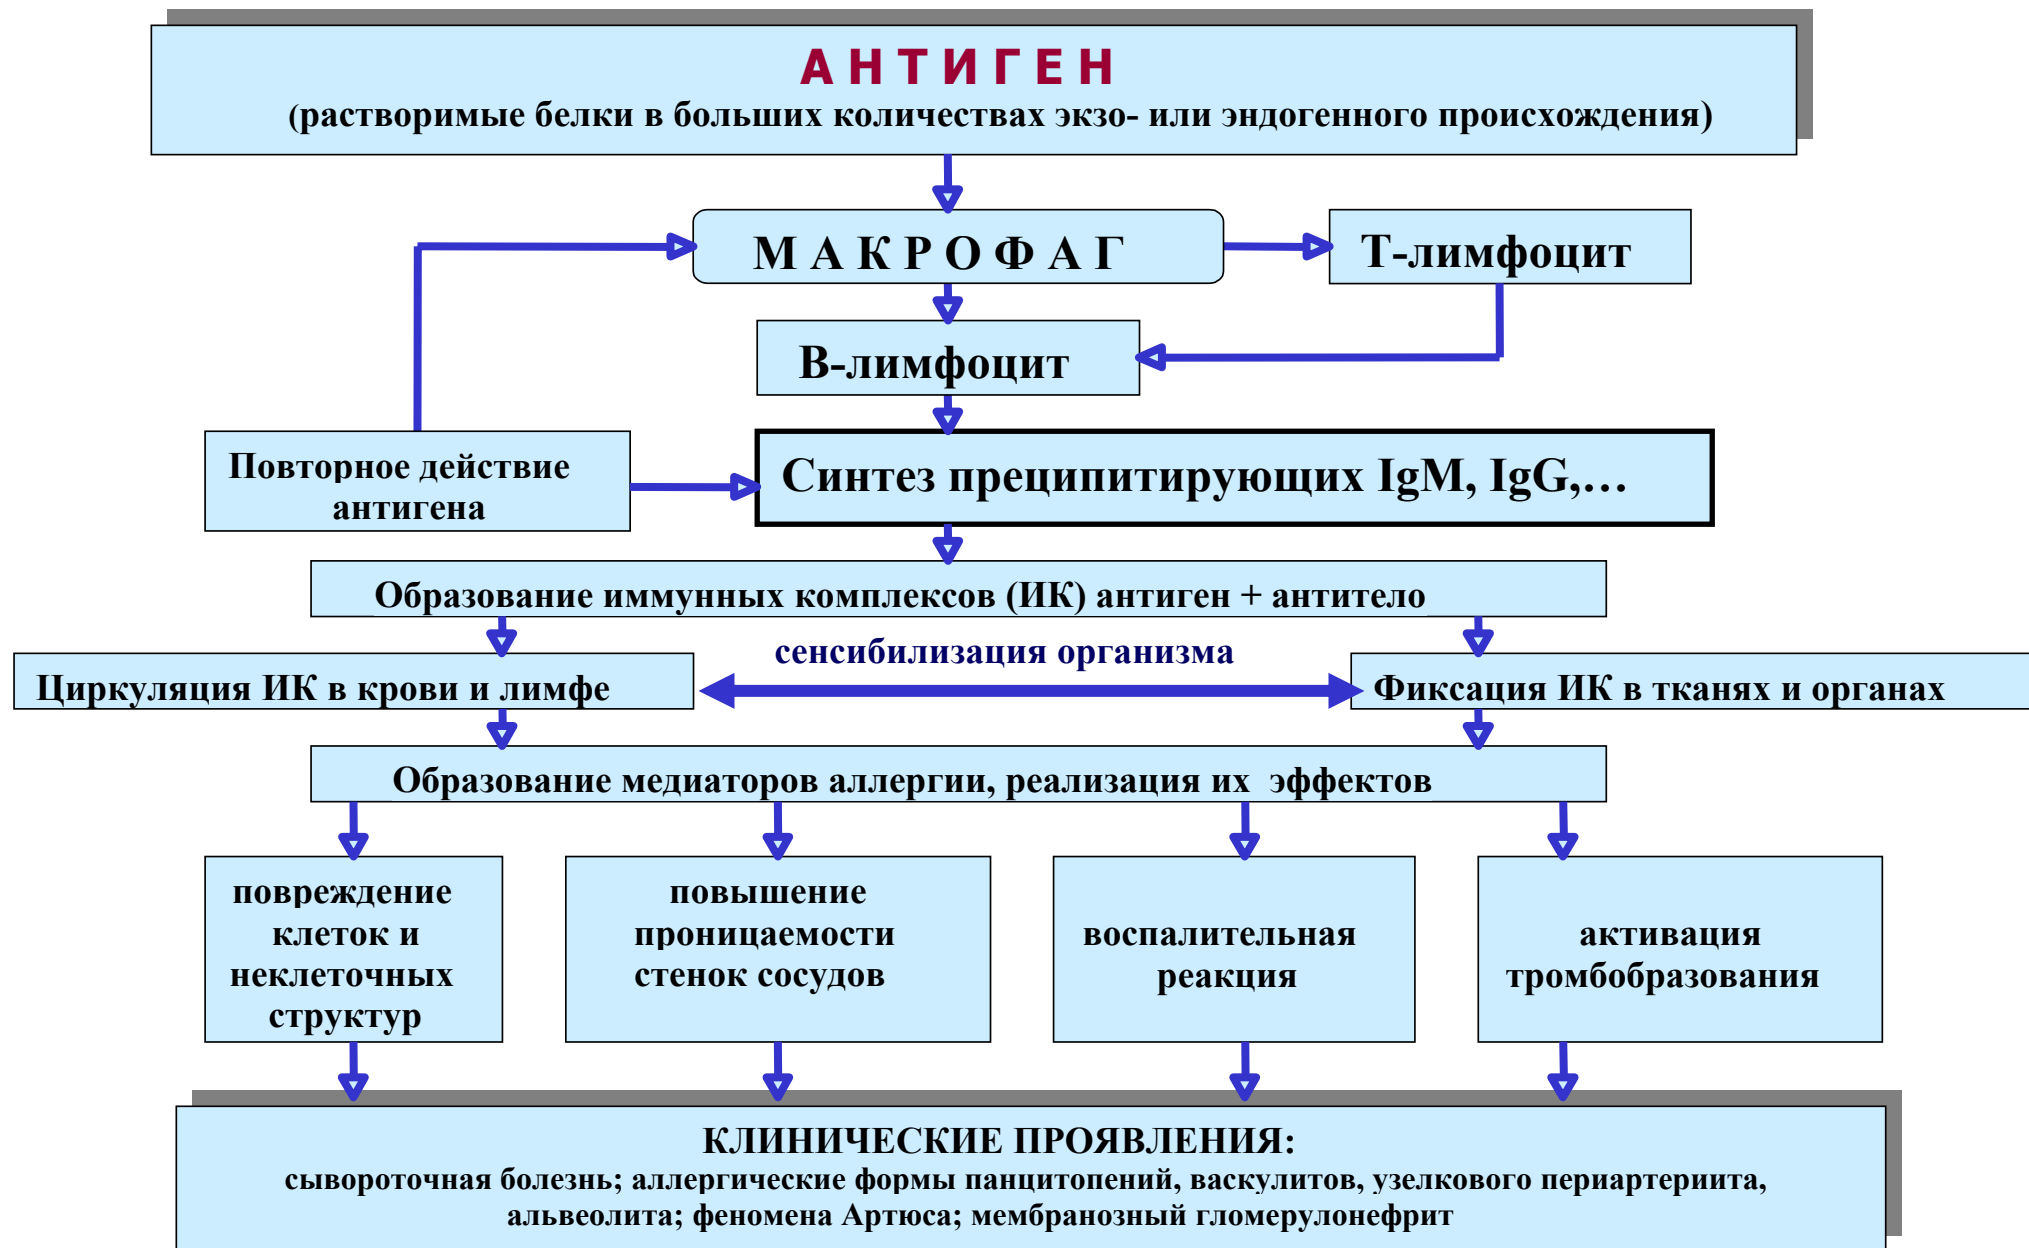 АНТИГЕН
(растворимые белки в больших количествах экзо- или эндогенного происхождения)
МАКРОФАГ
Т-лимфоцит
В-лимфоцит
Повторное действие
антигена
Синтез преципитирующих IgM, IgG,…
Образование иммунных комплексов (ИК) антиген + антитело
сенсибилизация организма
Циркуляция ИК в крови и лимфе
Фиксация ИК в тканях и органах
Образование медиаторов аллергии, реализация их эффектов
повреждение
клеток и
неклеточных
структур
повышение
проницаемости
стенок сосудов
воспалительная
реакция
активация
тромбобразования
КЛИНИЧЕСКИЕ ПРОЯВЛЕНИЯ:
сывороточная болезнь; аллергические формы панцитопений, васкулитов, узелкового периартериита,
альвеолита; феномена Артюса; мембранозный гломерулонефрит